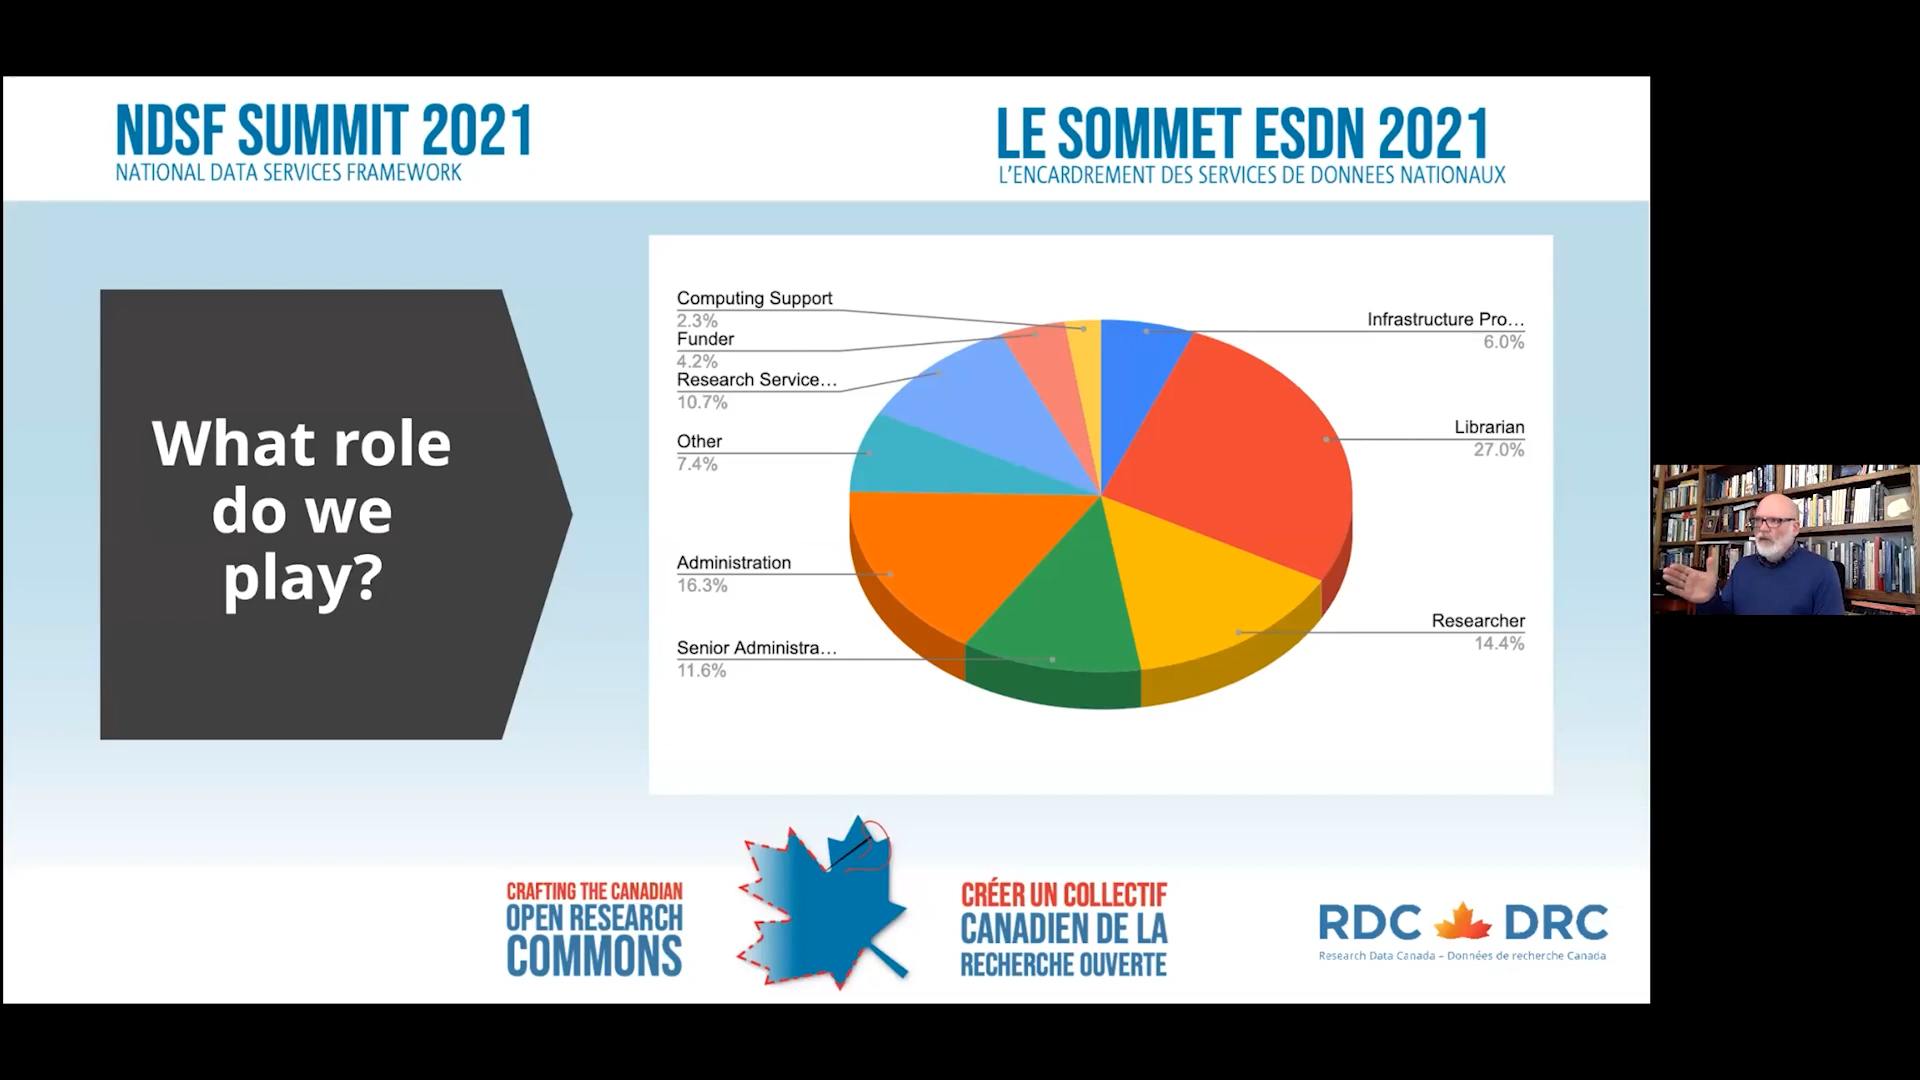 NDSF SUMMIT 2021
NATIONAL DATA SERVICES FRAMEWORK
LE SOMMET ESDN 2021
L'ENCARDREMENT DES SERVICES DE DONNEES NATIONAUX
What role
do we
play?
Computing Support
2.3%
Funder
4.2%
Research Service...
10.7%
Other
7.4%
Administration
16.3%
Senior Administra...
11.6%
Infrastructure Pro...
6.0%
Librarian
27.0%
Researcher
14.4%
CRAFTING THE CANADIAN
OPEN RESEARCH
COMMONS
CRÉER UN COLLECTIF
CANADIEN DE LA
RECHERCHE OUVERTE
RDC DRC
Research Data Canada – Données de recherche Canada